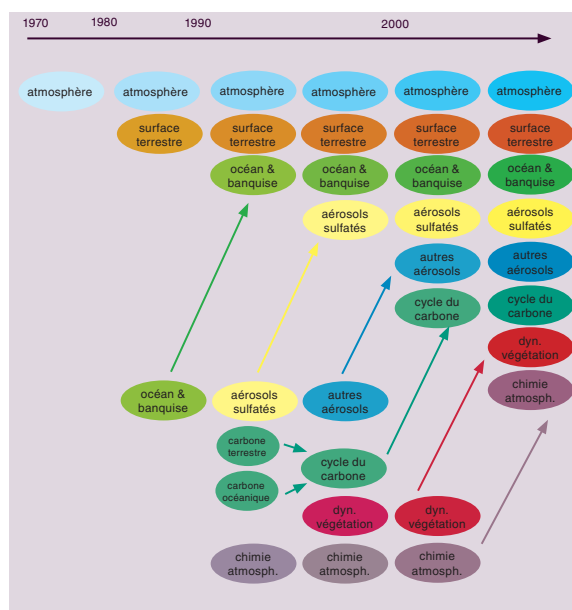 1970 1980 1990 2000
atmosphère atmosphère atmosphère atmosphère atmosphère atmosphère
surface surface surface surface surface
terrestre terrestre terrestre terrestre terrestre
océan & océan & océan & océan &
banquise banquise banquise banquise
aérosols aérosols aérosols
sulfatés sulfatés sulfatés
autres autres
aérosols aérosols
cycle du cycle du
carbone carbone
dyn.
végétation
chimie
atmosph.
océan & aérosols autres
banquise sulfatés aérosols
carbone
terrestre
cycle du
carbone
carbone
océanique
dyn. dyn.
végétation végétation
chimie chimie chimie
atmosph. atmosph. atmosph.